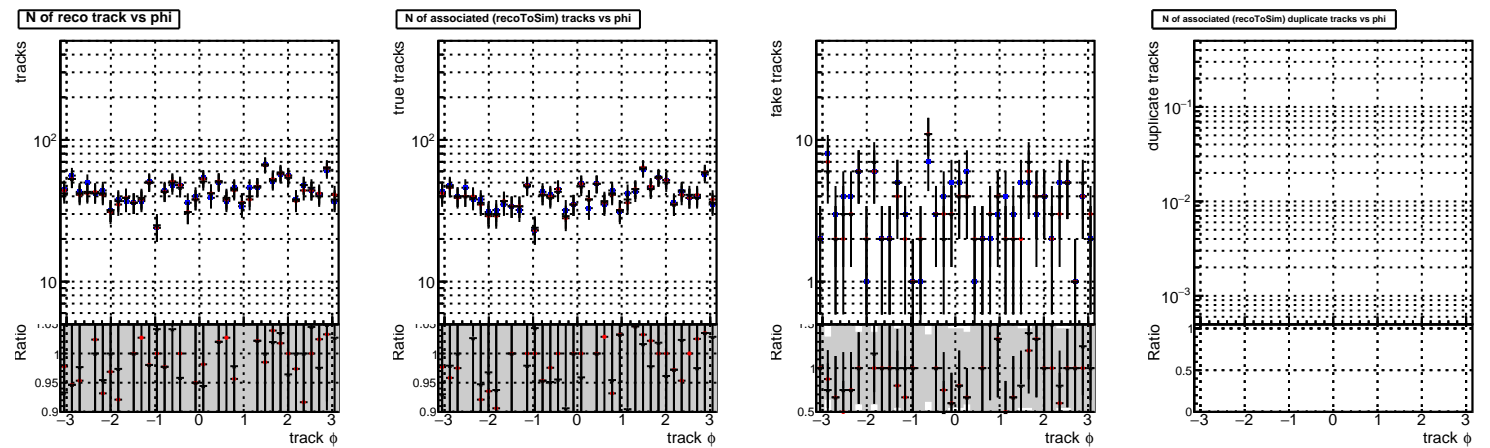 N of reco track vs phi
tracks
10²
10
Ratio
1
0.95
0.9
−3 −2 −1 0 1 2 3
track ϕ
N of associated (recoToSim) tracks vs phi
true tracks
10²
10
Ratio
1
0.95
0.9
−3 −2 −1 0 1 2 3
track ϕ
fake tracks
10
1
Ratio
1
0.5
−3 −2 −1 0 1 2 3
track ϕ
N of associated (recoToSim) duplicate tracks vs phi
duplicate tracks
10⁻¹
10⁻²
10⁻³
Ratio
1
0.5
0
−3 −2 −1 0 1 2 3
track ϕ